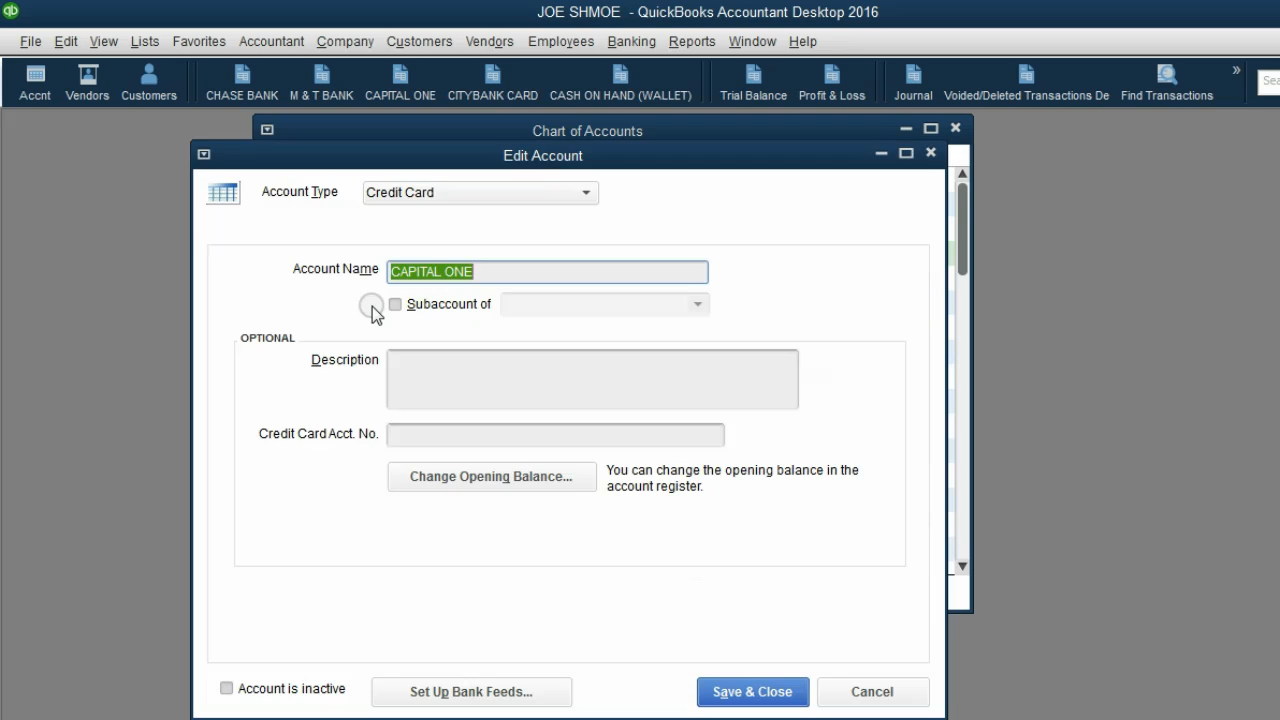 qb
JOE SHMOE - QuickBooks Accountant Desktop 2016
File Edit View Lists Favorites Accountant Company Customers Vendors Employees Banking Reports Window Help
Accnt Vendors Customers CHASE BANK M & T BANK CAPITAL ONE CITYBANK CARD CASH ON HAND (WALLET) Trial Balance Profit & Loss Journal Voided/Deleted Transactions De Find Transactions » Sea
Chart of Accounts
Edit Account
Account Type Credit Card
Account Name CAPITAL ONE
Subaccount of
OPTIONAL
Description
Credit Card Acct. No.
Change Opening Balance... You can change the opening balance in the
account register.
Account is inactive Set Up Bank Feeds... Save & Close Cancel